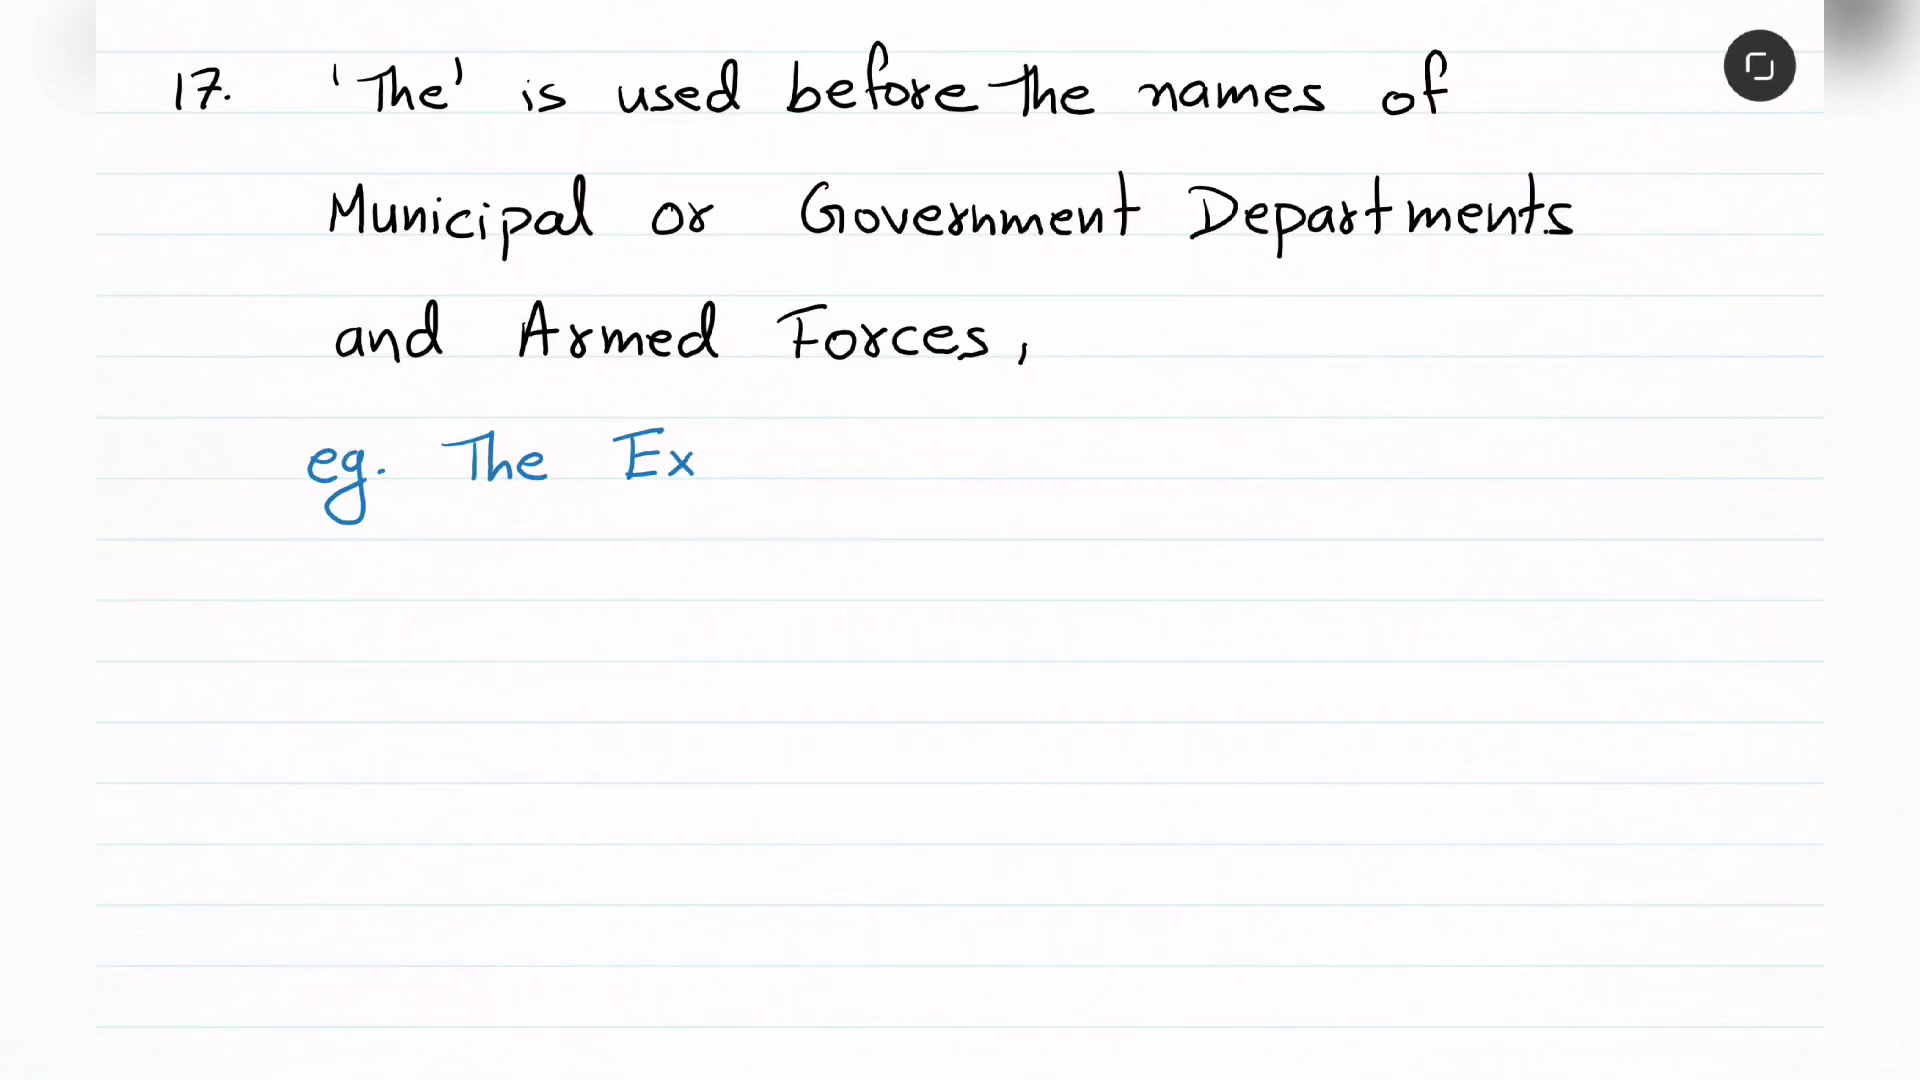 17. 'The' is used before the names of
Municipal or Government Departments
and Armed Forces,
eg. The Ex